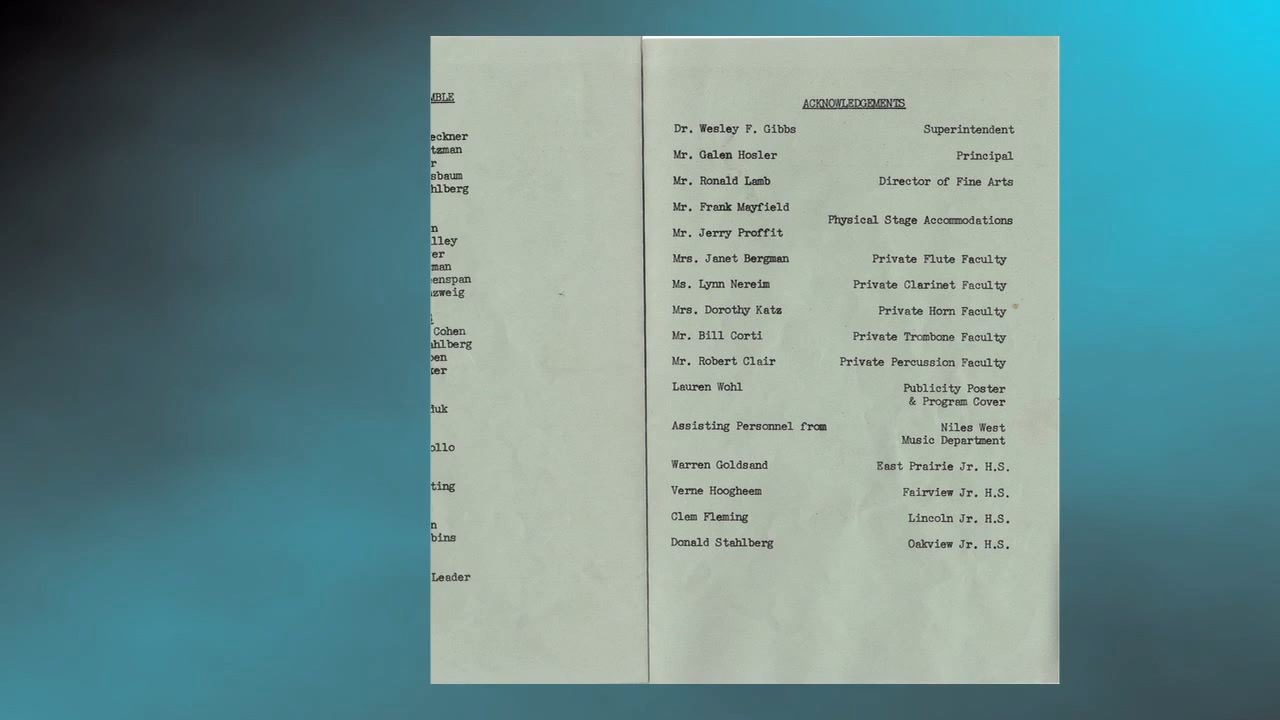 MBLE
eckner
tzman
r
sbaum
hlberg
n
lley
er
man
enspan
nzweig
Cohen
ahlberg
ben
ker
duk
ollo
ting
n
bins
Leader
ACKNOWLEDGEMENTS
Dr. Wesley F. Gibbs Superintendent
Mr. Galen Hosler Principal
Mr. Ronald Lamb Director of Fine Arts
Mr. Frank Mayfield
Physical Stage Accommodations
Mr. Jerry Proffit
Mrs. Janet Bergman Private Flute Faculty
Ms. Lynn Nereim Private Clarinet Faculty
Mrs. Dorothy Katz Private Horn Faculty
Mr. Bill Corti Private Trombone Faculty
Mr. Robert Clair Private Percussion Faculty
Lauren Wohl Publicity Poster
& Program Cover
Assisting Personnel from Niles West
Music Department
Warren Goldsand East Prairie Jr. H.S.
Verne Hoogheem Fairview Jr. H.S.
Clem Fleming Lincoln Jr. H.S.
Donald Stahlberg Oakview Jr. H.S.